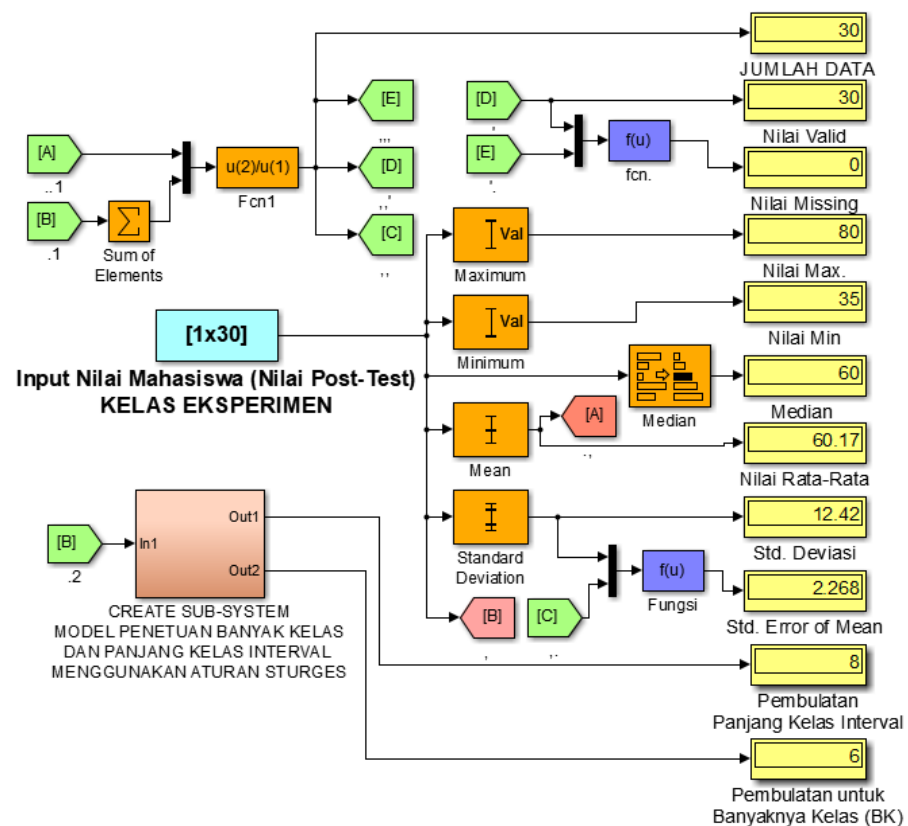 30
JUMLAH DATA
[E]
,,,
[D]
'
30
Nilai Valid
[A]
..1
u(2)/u(1)
Fcn1
[D]
,,'
[E]
'.
f(u)
fcn.
0
Nilai Missing
[B]
.1
Sum of
Elements
[C]
,,
Val
Maximum
80
Nilai Max.
[1x30]
Input Nilai Mahasiswa (Nilai Post-Test)
KELAS EKSPERIMEN
Val
Minimum
35
Nilai Min
Median
60
Median
Mean
[A]
.,
60.17
Nilai Rata-Rata
[B]
.2
In1
Out1
Out2
CREATE SUB-SYSTEM
MODEL PENETUAN BANYAK KELAS
DAN PANJANG KELAS INTERVAL
MENGGUNAKAN ATURAN STURGES
Standard
Deviation
12.42
Std. Deviasi
[B]
,
[C]
,.
f(u)
Fungsi
2.268
Std. Error of Mean
8
Pembulatan
Panjang Kelas Interval
6
Pembulatan untuk
Banyaknya Kelas (BK)